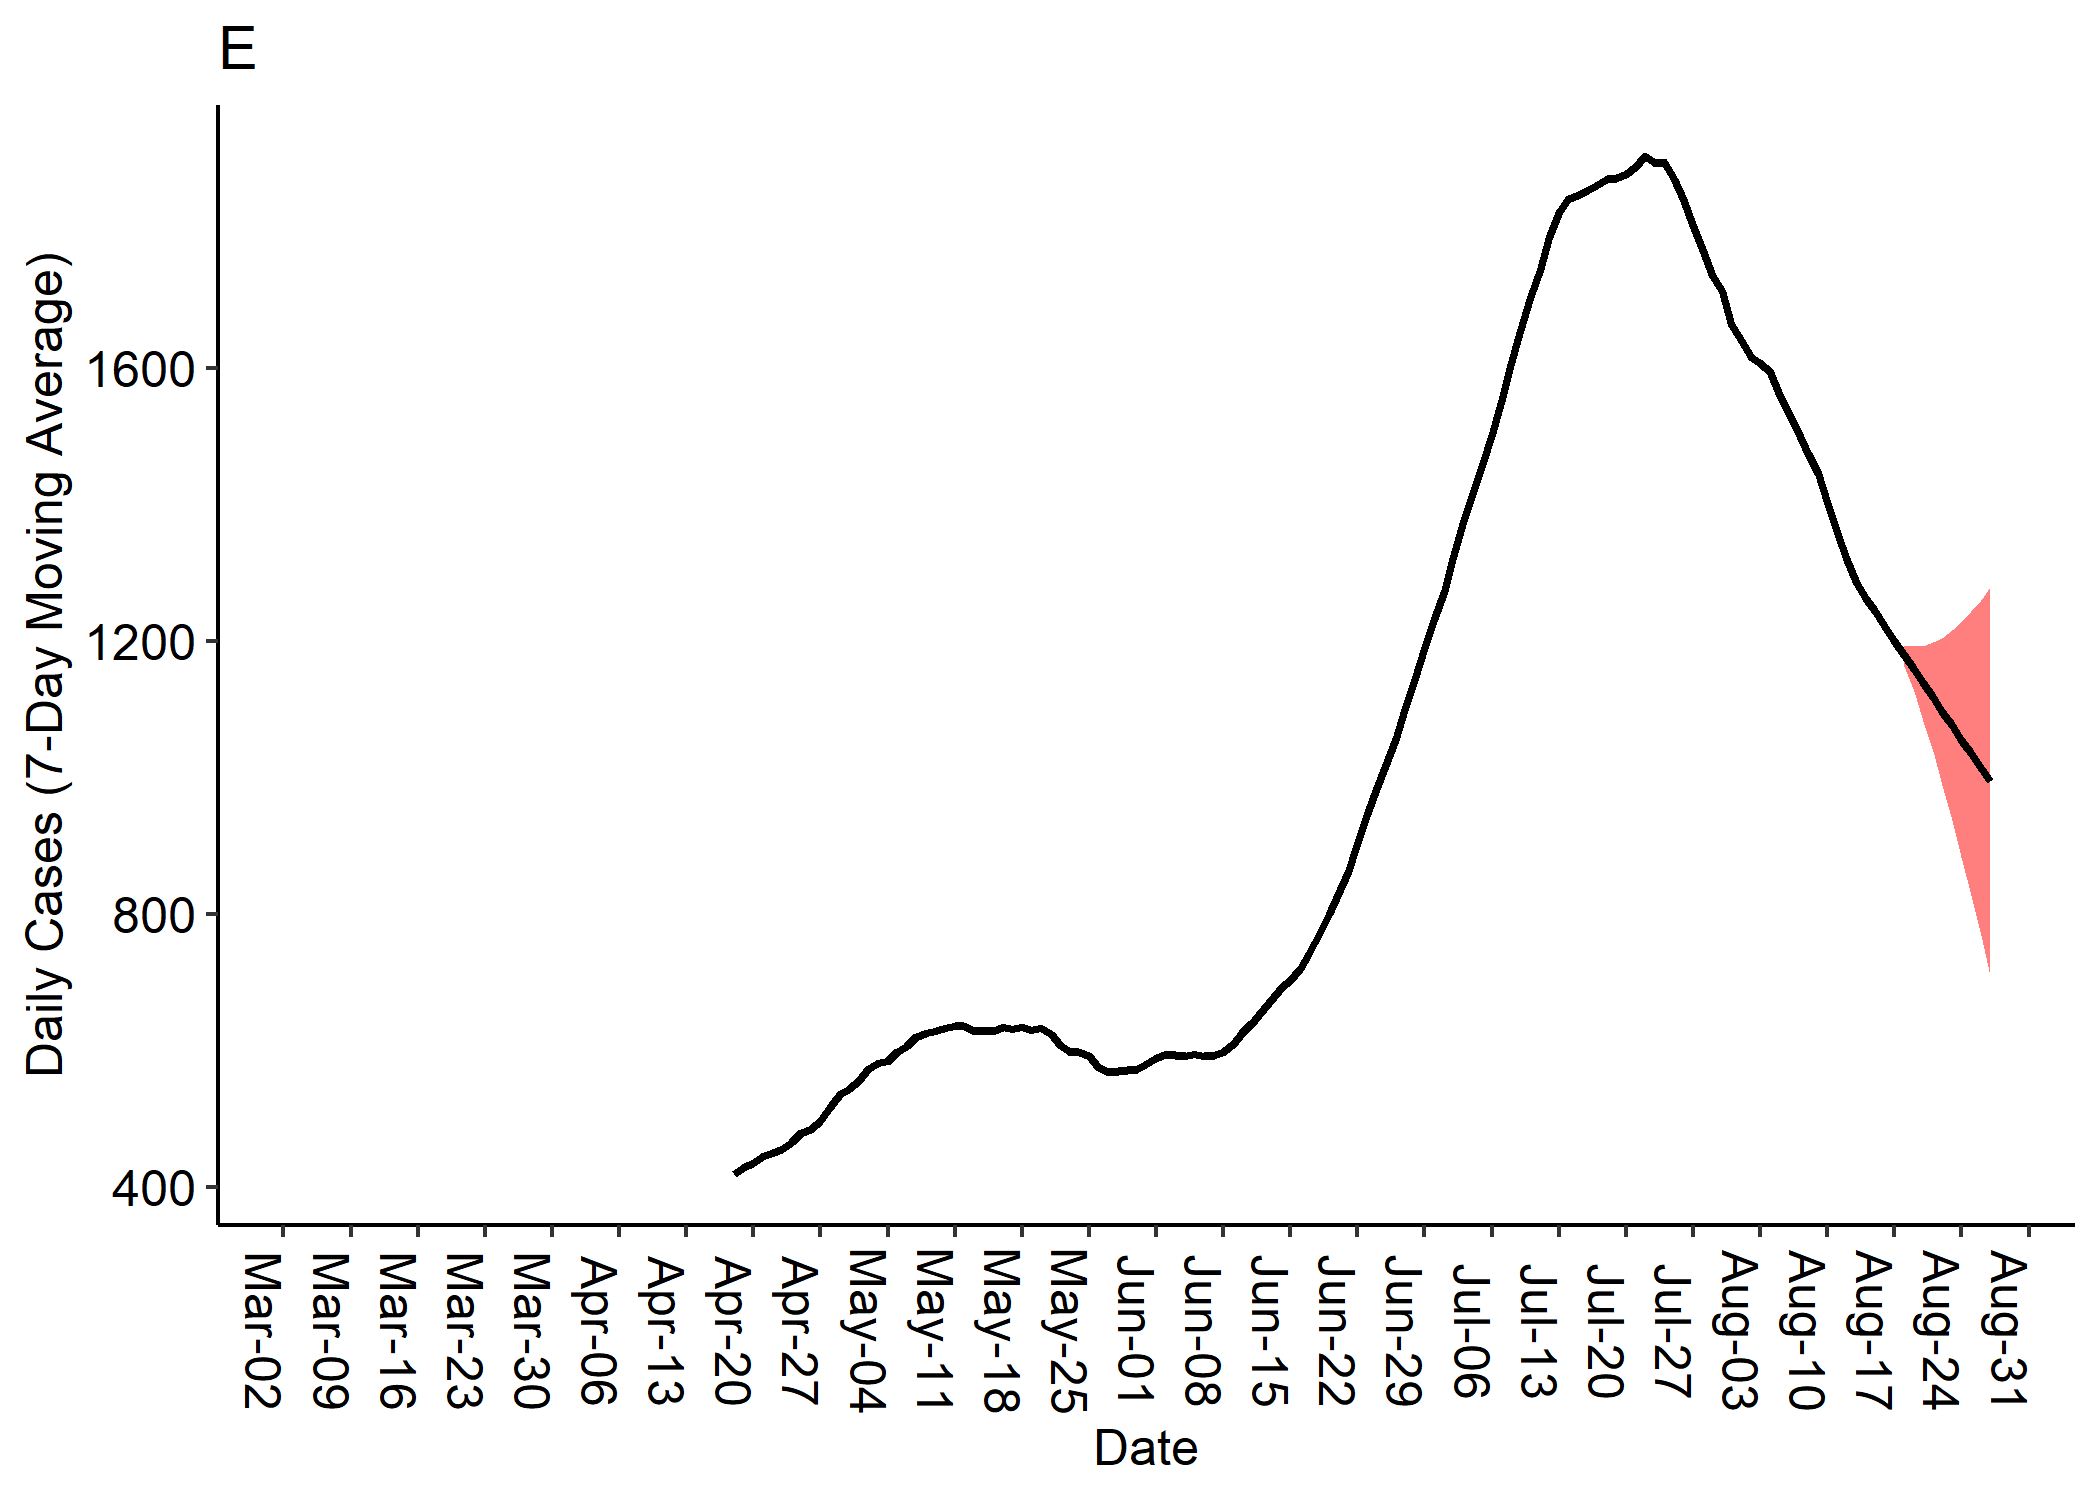 E
Daily Cases (7-Day Moving Average)
1600
1200
800
400
Mar-02
Mar-09
Mar-16
Mar-23
Mar-30
Apr-06
Apr-13
Apr-20
Apr-27
May-04
May-11
May-18
May-25
Jun-01
Jun-08
Jun-15
Jun-22
Jun-29
Jul-06
Jul-13
Jul-20
Jul-27
Aug-03
Aug-10
Aug-17
Aug-24
Aug-31
Date